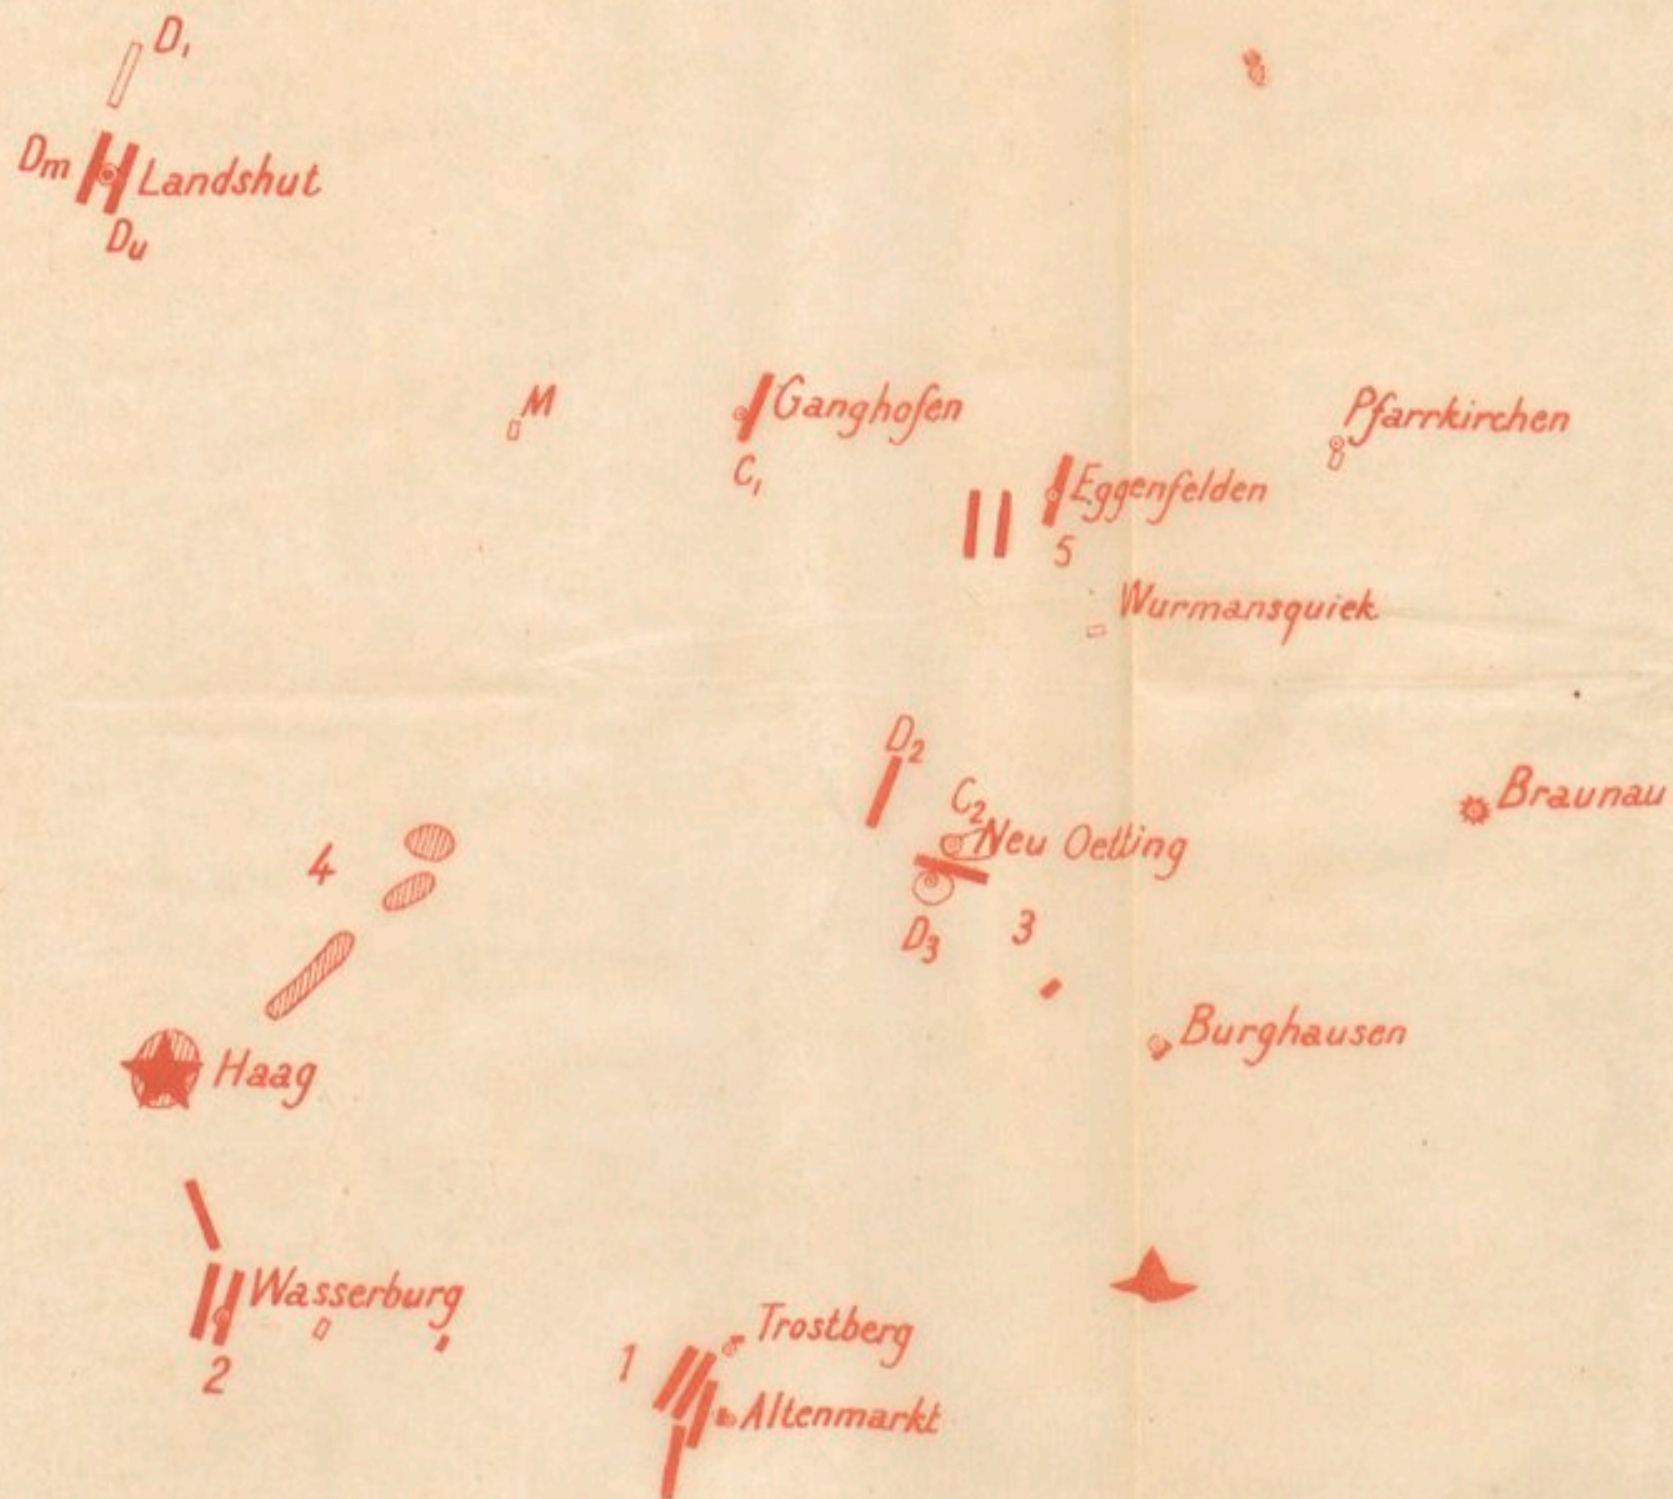 D₁
Dm Landshut
Du
M
Ganghofen
C₁
Pfarrkirchen
Eggenfelden
5
Wurmansquiek
D₂
C₂
Neu Oetting
Braunau
4
D₃
3
Burghausen
Haag
Wasserburg
2
Trostberg
1
Altenmarkt